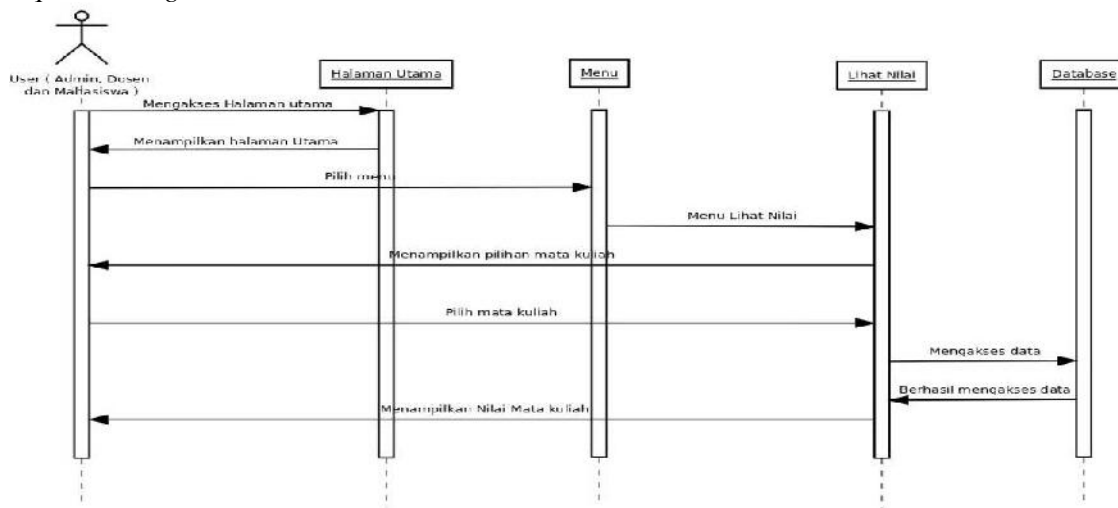 User ( Admin, Dosen
dan Mahasiswa )
Halaman Utama
Menu
Lihat Nilai
Database
Mengakses Halaman utama
Menampilkan halaman Utama
Pilih menu
Menu Lihat Nilai
Menampilkan pilihan mata kuliah
Pilih mata kuliah
Mengakses data
Berhasil mengakses data
Menampilkan Nilai Mata kuliah